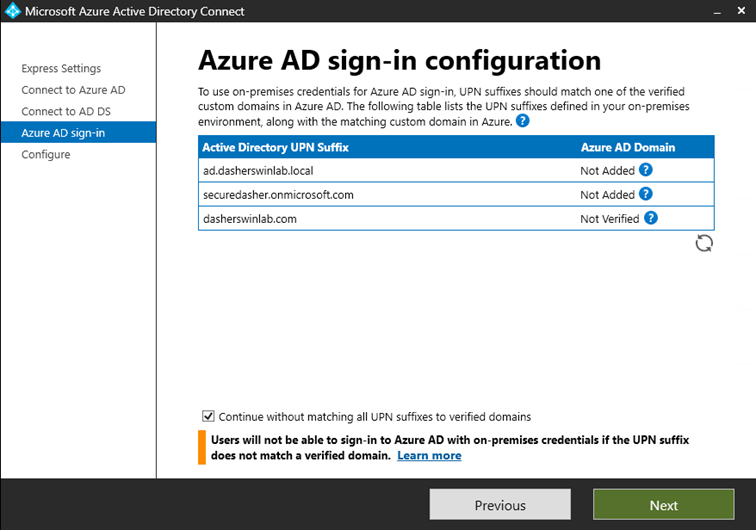 Microsoft Azure Active Directory Connect
Express Settings
Connect to Azure AD
Connect to AD DS
Azure AD sign-in
Configure
Azure AD sign-in configuration
To use on-premises credentials for Azure AD sign-in, UPN suffixes should match one of the verified
custom domains in Azure AD. The following table lists the UPN suffixes defined in your on-premises
environment, along with the matching custom domain in Azure. ?
Active Directory UPN Suffix Azure AD Domain
ad.dasherswinlab.local Not Added ?
securedasher.onmicrosoft.com Not Added ?
dasherswinlab.com Not Verified ?
Continue without matching all UPN suffixes to verified domains
Users will not be able to sign-in to Azure AD with on-premises credentials if the UPN suffix
does not match a verified domain. Learn more
Previous
Next